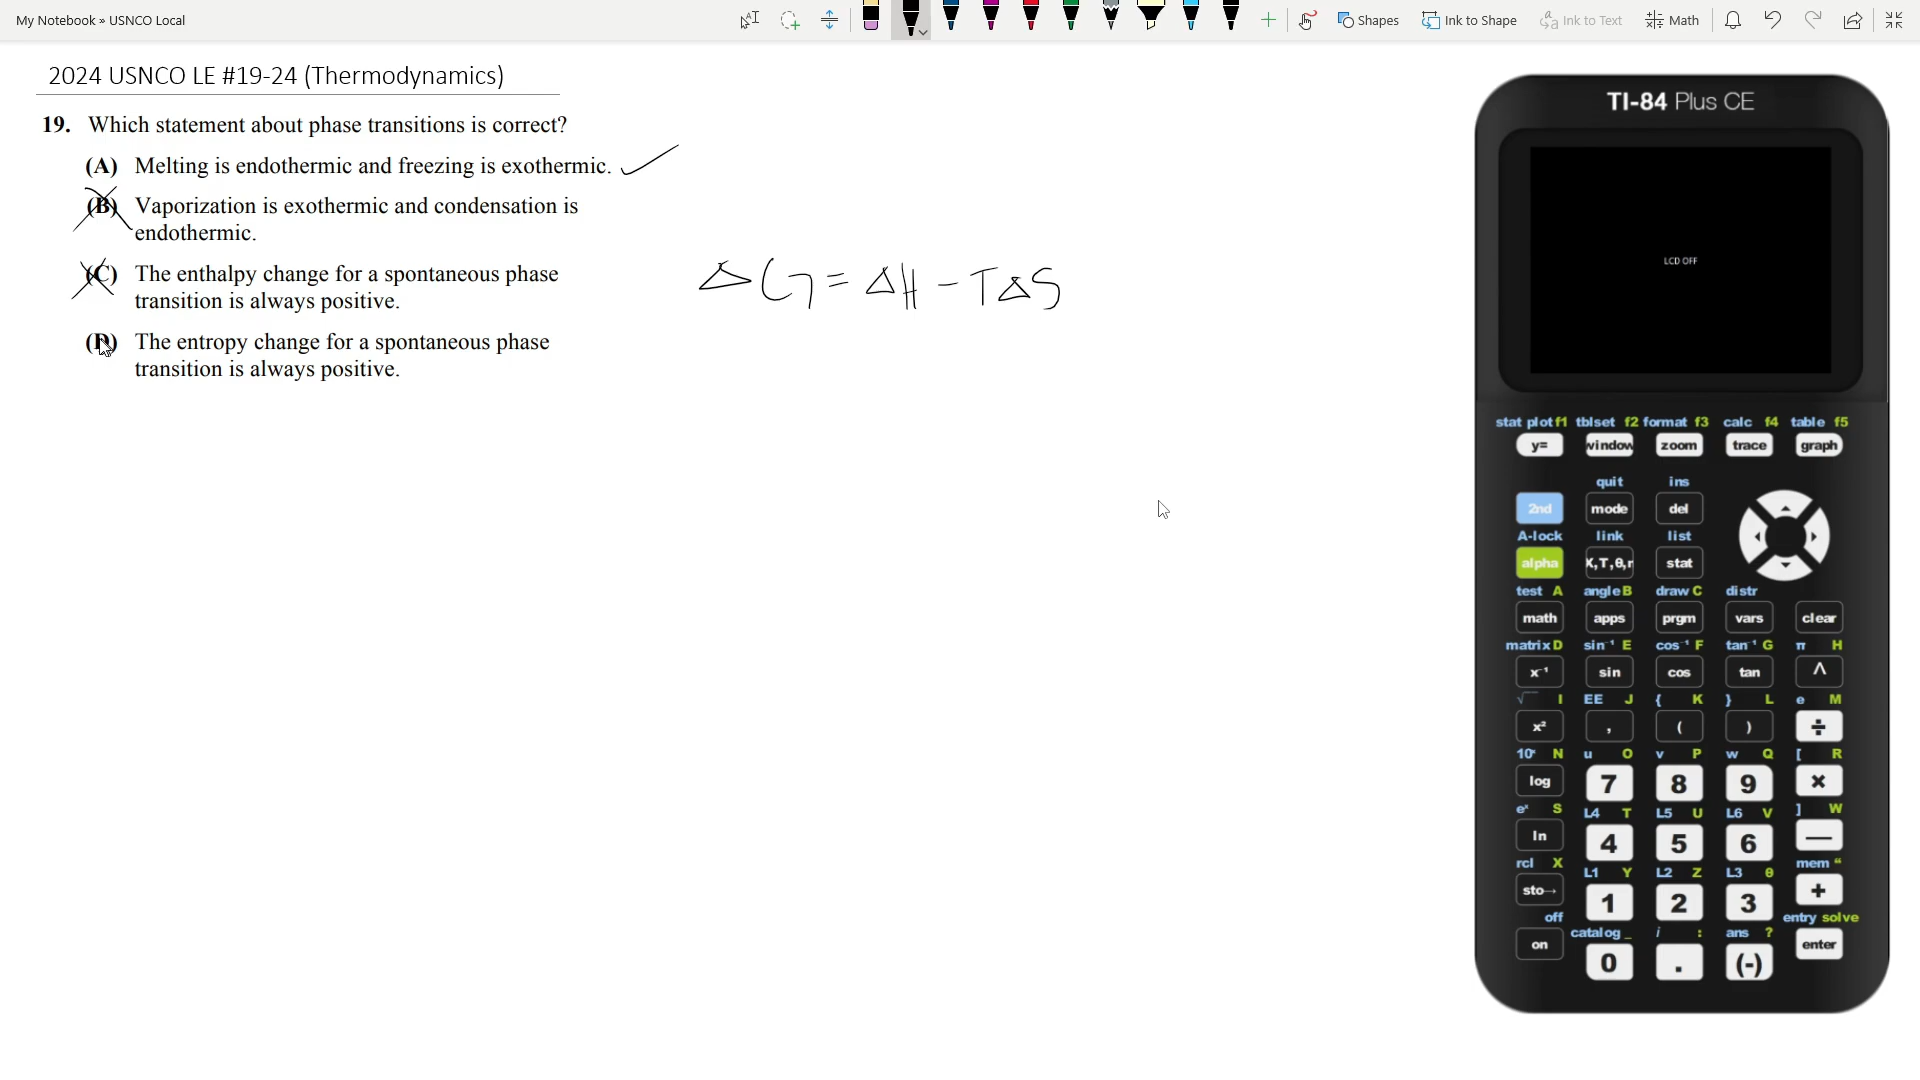 My Notebook » USNCO Local
Shapes Ink to Shape Ink to Text Math
2024 USNCO LE #19-24 (Thermodynamics)
19. Which statement about phase transitions is correct?
(A) Melting is endothermic and freezing is exothermic.
(B) Vaporization is exothermic and condensation is
endothermic.
(C) The enthalpy change for a spontaneous phase
transition is always positive.
(D) The entropy change for a spontaneous phase
transition is always positive.
ΔG = ΔH - TΔS
TI-84 Plus CE
LCD OFF
stat plot f1 tblset f2 format f3 calc f4 table f5
y= window zoom trace graph
quit ins
2nd mode del
A-lock link list
alpha X,T,θ,n stat
test A angle B draw C distr
math apps prgm vars clear
matrix D sin⁻¹ E cos⁻¹ F tan⁻¹ G π H
x⁻¹ sin cos tan ^
√ I EE J { K } L e M
x² , ( ) ÷
10ˣ N u O v P w Q [ R
log 7 8 9 ×
eˣ S L4 T L5 U L6 V ] W
ln 4 5 6 —
rcl X L1 Y L2 Z L3 θ mem "
sto→ 1 2 3 +
off catalog _ i : ans ? entry solve
on 0 . (-) enter